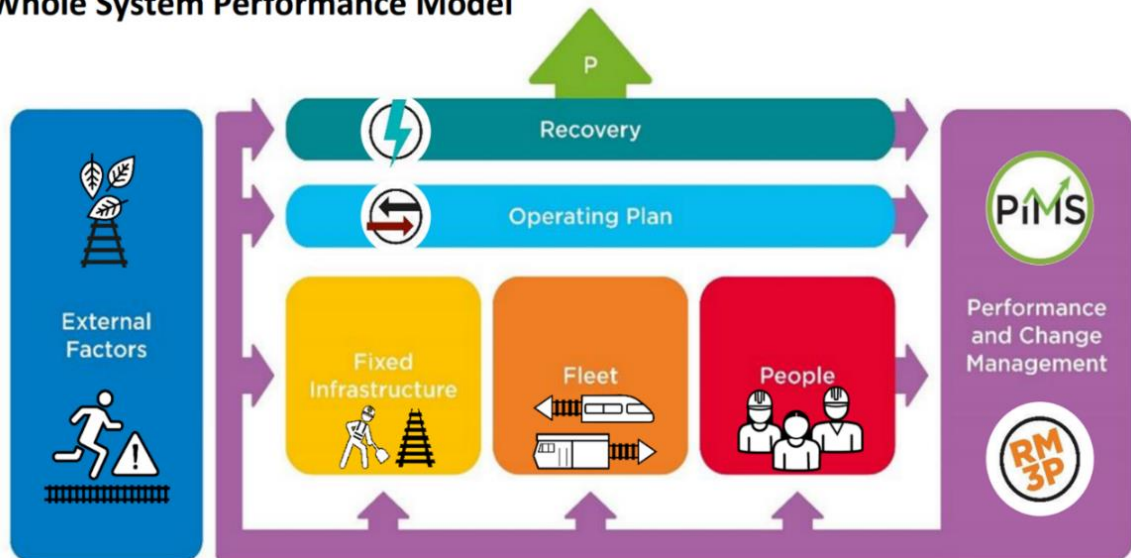 Whole System Performance Model
P
Recovery
Operating Plan
External
Factors
Fixed
Infrastructure
Fleet
People
PiMS
Performance
and Change
Management
RM
3P